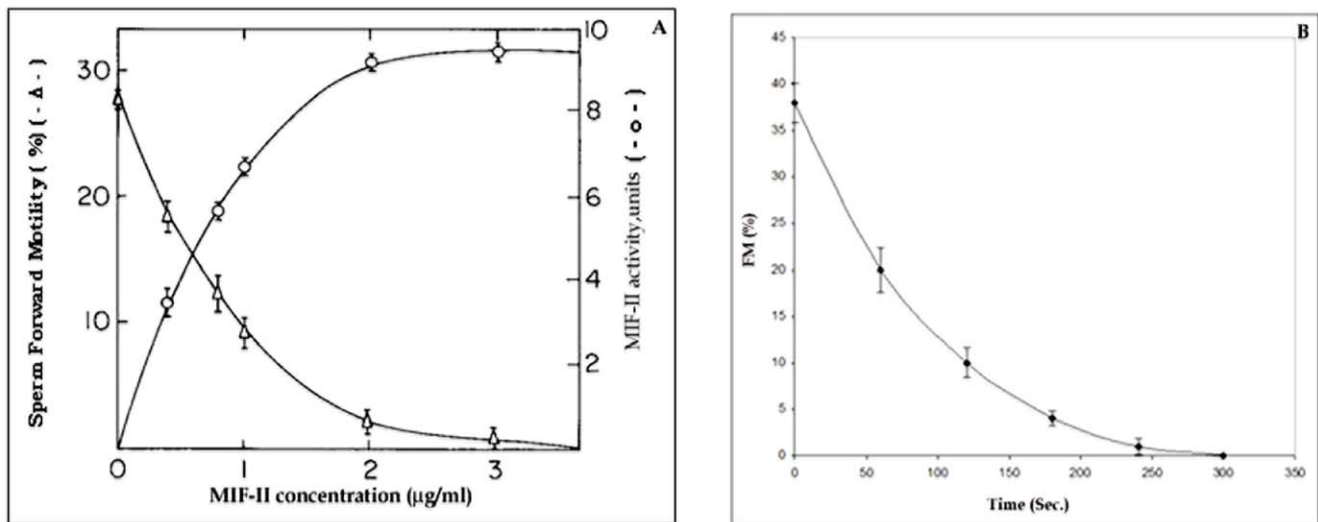 A
Sperm Forward Motility ( %) ( - Δ - )
30
20
10
10
8
6
4
2
MIF-II activity,units ( - o - )
0 1 2 3
MIF-II concentration (μg/ml)
B
FM (%)
45
40
35
30
25
20
15
10
5
0
0 50 100 150 200 250 300 350
Time (Sec.)